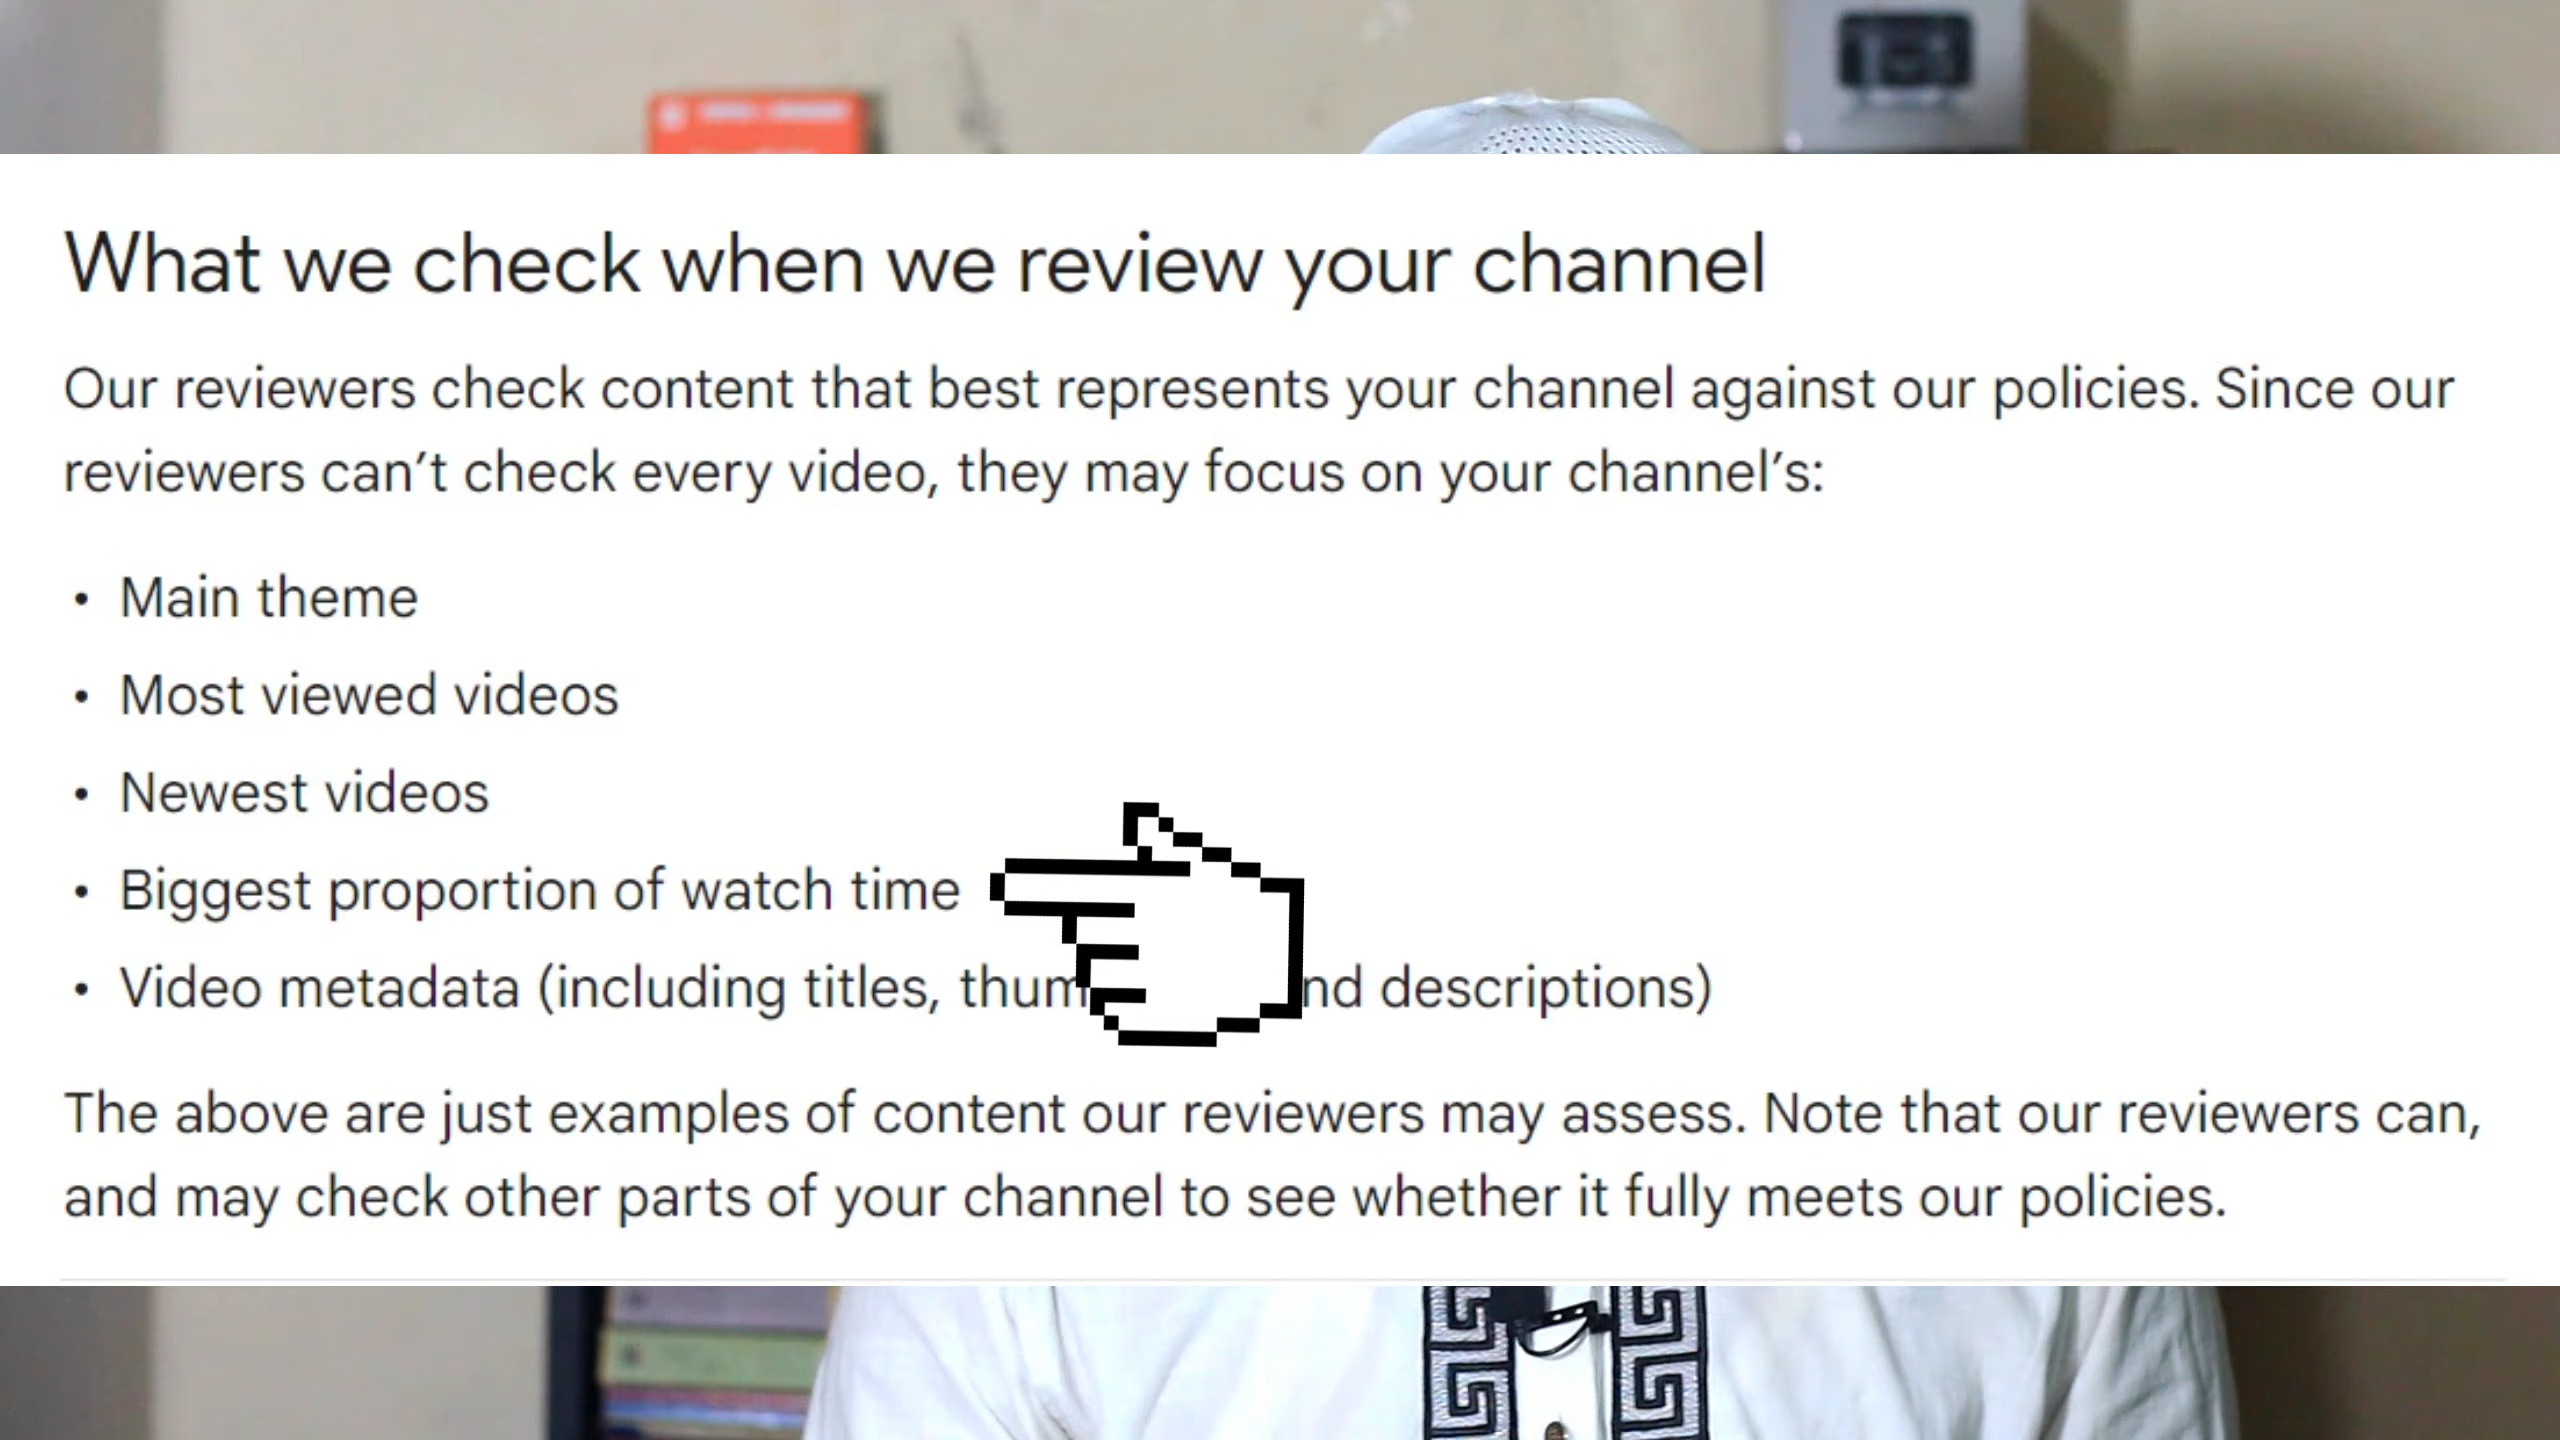 What we check when we review your channel
Our reviewers check content that best represents your channel against our policies. Since our
reviewers can't check every video, they may focus on your channel's:
• Main theme
• Most viewed videos
• Newest videos
• Biggest proportion of watch time
• Video metadata (including titles, thum nd descriptions)
The above are just examples of content our reviewers may assess. Note that our reviewers can,
and may check other parts of your channel to see whether it fully meets our policies.